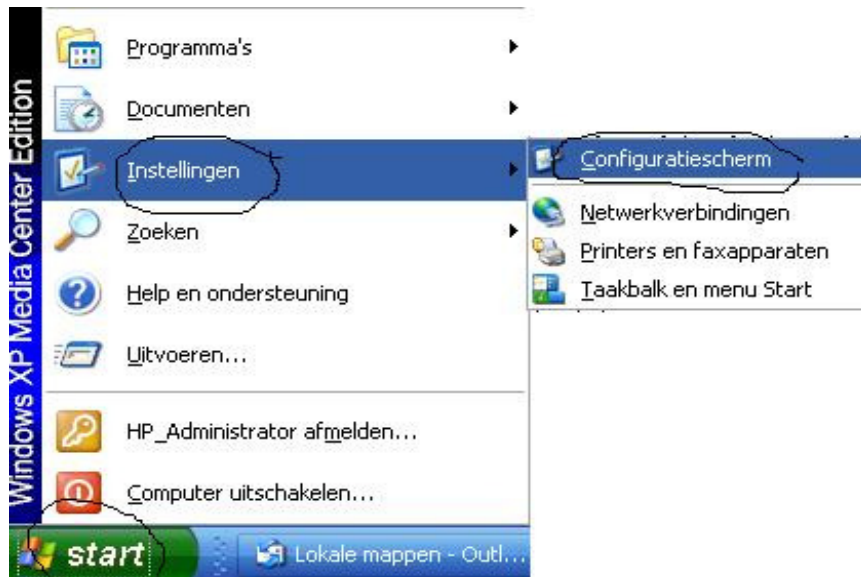 Windows XP Media Center Edition
Programma's
Documenten
Instellingen
Zoeken
Help en ondersteuning
Uitvoeren...
HP_Administrator afmelden...
Computer uitschakelen...
Configuratiescherm
Netwerkverbindingen
Printers en faxapparaten
Taakbalk en menu Start
start
Lokale mappen - Outl...